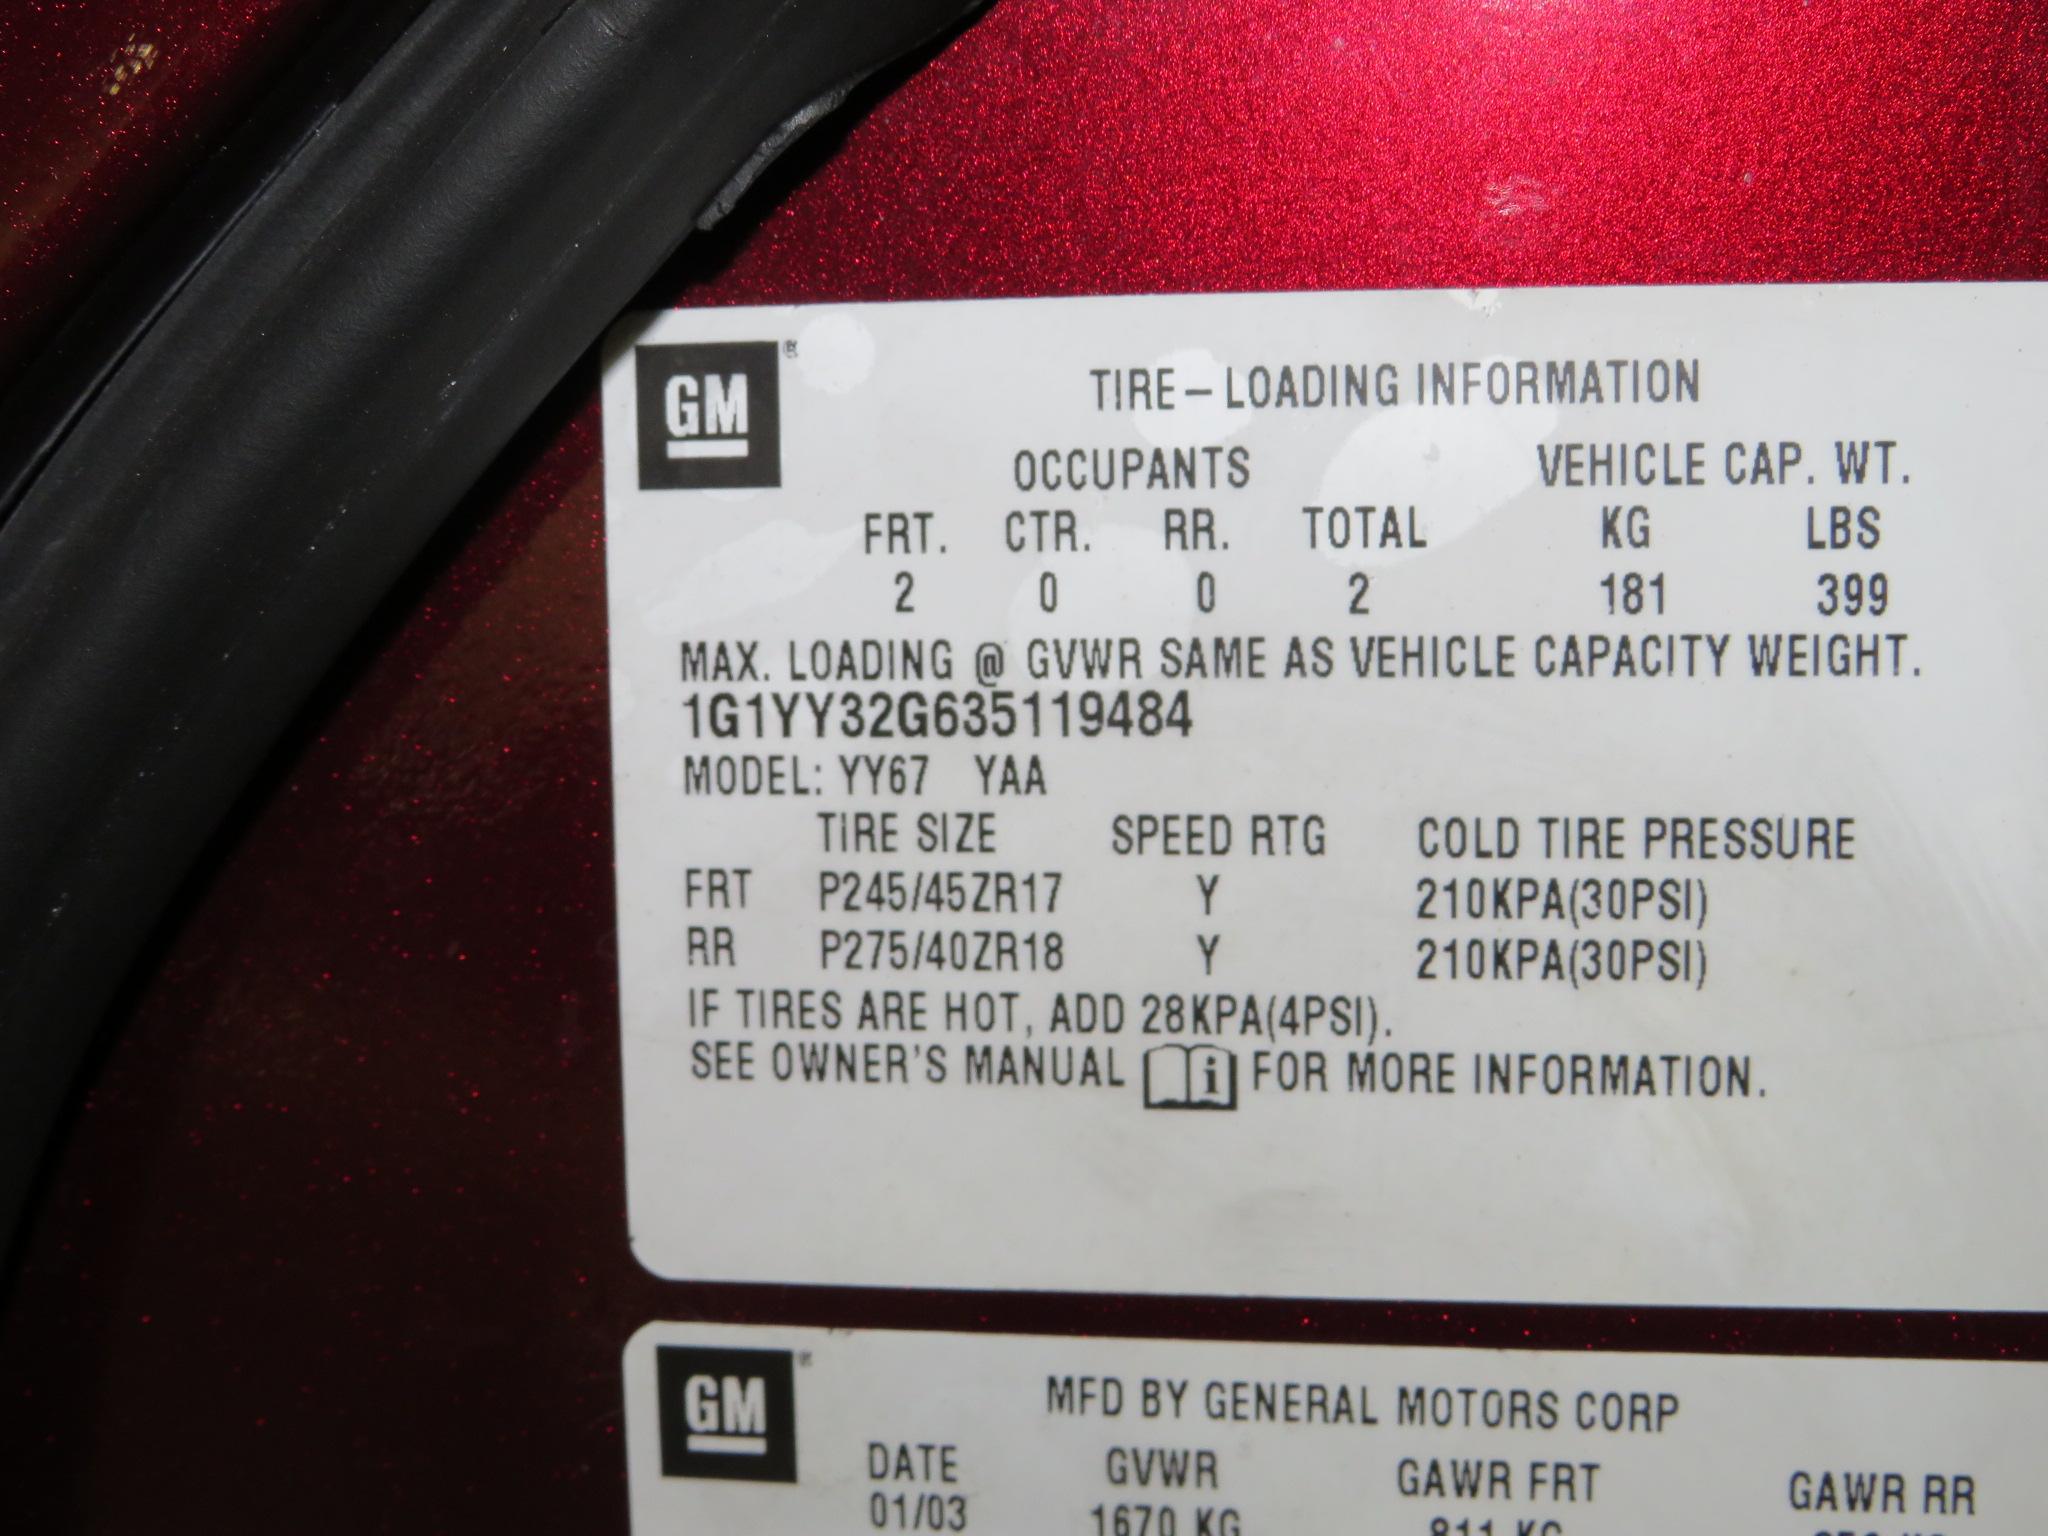 GM ®
TIRE – LOADING INFORMATION
OCCUPANTS VEHICLE CAP. WT.
FRT. CTR. RR. TOTAL KG LBS
2 0 0 2 181 399
MAX. LOADING @ GVWR SAME AS VEHICLE CAPACITY WEIGHT.
1G1YY32G635119484
MODEL: YY67 YAA
TIRE SIZE SPEED RTG COLD TIRE PRESSURE
FRT P245/45ZR17 Y 210KPA(30PSI)
RR P275/40ZR18 Y 210KPA(30PSI)
IF TIRES ARE HOT, ADD 28KPA(4PSI).
SEE OWNER'S MANUAL i FOR MORE INFORMATION.
GM ®
MFD BY GENERAL MOTORS CORP
DATE GVWR GAWR FRT GAWR RR
01/03 1670 KG 811 KG